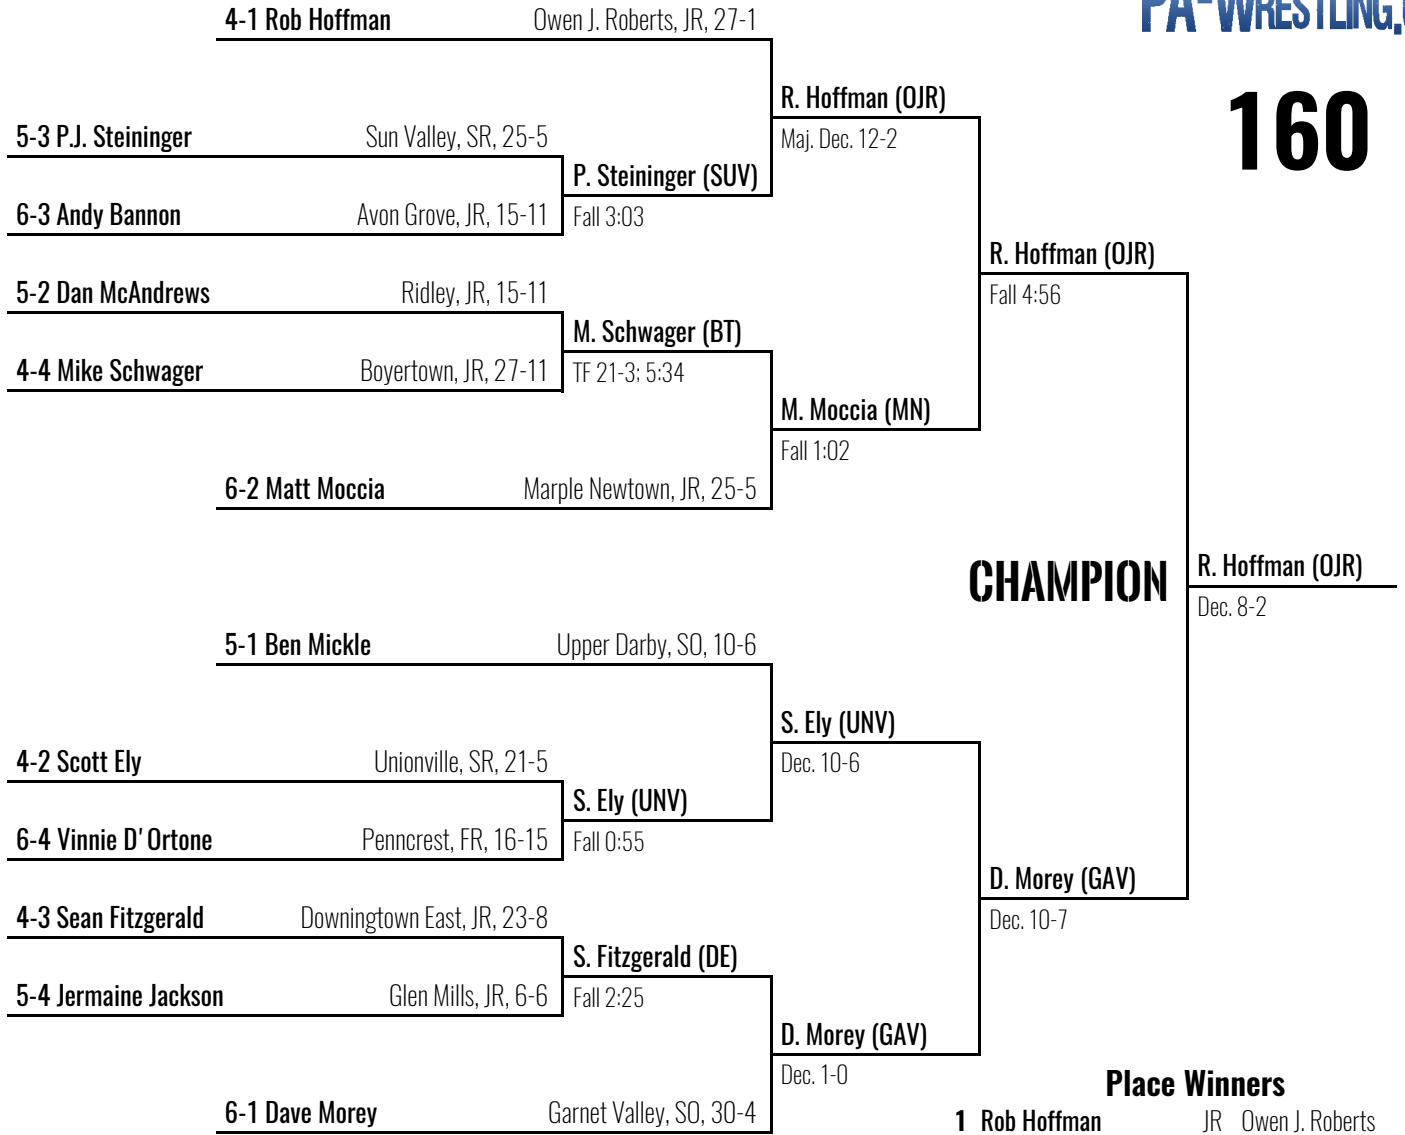 PA-WRESTLING.
160
4-1 Rob Hoffman Owen J. Roberts, JR, 27-1
R. Hoffman (OJR)
5-3 P.J. Steininger Sun Valley, SR, 25-5
Maj. Dec. 12-2
P. Steininger (SUV)
6-3 Andy Bannon Avon Grove, JR, 15-11
Fall 3:03
R. Hoffman (OJR)
5-2 Dan McAndrews Ridley, JR, 15-11
Fall 4:56
M. Schwager (BT)
4-4 Mike Schwager Boyertown, JR, 27-11
TF 21-3; 5:34
M. Moccia (MN)
Fall 1:02
6-2 Matt Moccia Marple Newtown, JR, 25-5
CHAMPION
R. Hoffman (OJR)
Dec. 8-2
5-1 Ben Mickle Upper Darby, SO, 10-6
S. Ely (UNV)
4-2 Scott Ely Unionville, SR, 21-5
Dec. 10-6
S. Ely (UNV)
6-4 Vinnie D'Ortone Penncrest, FR, 16-15
Fall 0:55
D. Morey (GAV)
4-3 Sean Fitzgerald Downingtown East, JR, 23-8
Dec. 10-7
S. Fitzgerald (DE)
5-4 Jermaine Jackson Glen Mills, JR, 6-6
Fall 2:25
D. Morey (GAV)
Dec. 1-0
6-1 Dave Morey Garnet Valley, SO, 30-4
Place Winners
1 Rob Hoffman JR Owen J. Roberts